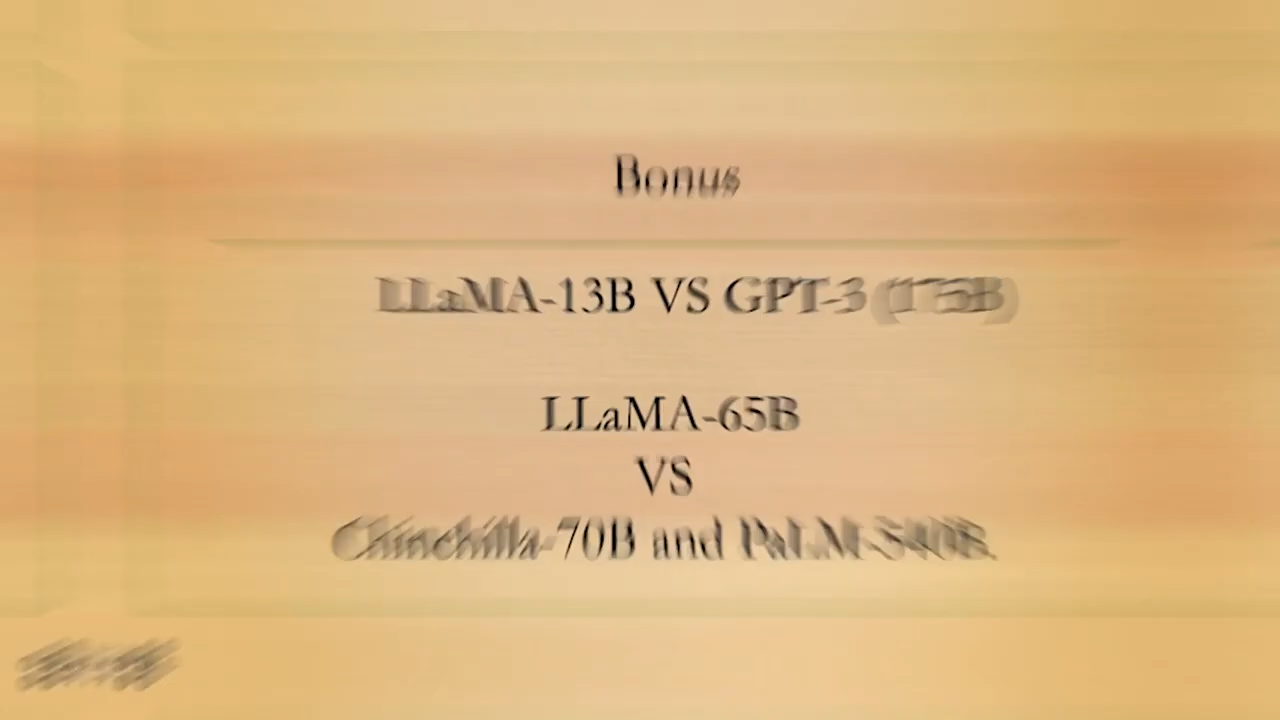 Bonus
LLaMA-13B VS GPT-3 (175B)
LLaMA-65B
VS
Chinchilla-70B and PaLM-540B.